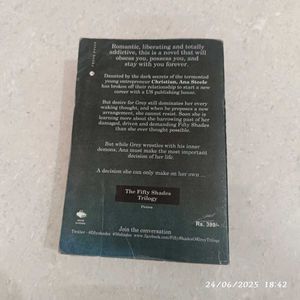 Romantic, liberating and totally
addictive, this is a novel that will
obsess you, possess you, and
stay with you forever.
Daunted by the dark secrets of the tormented
young entrepreneur Christian, Ana Steele
has broken off their relationship to start a new
career with a US publishing house.
But desire for Grey still dominates her every
waking thought, and when he proposes a new
arrangement, she cannot resist. Soon she is
learning more about the harrowing past of her
damaged, driven and demanding Fifty Shades
than she ever thought possible.
But while Grey wrestles with his inner
demons, Ana must make the most important
decision of her life.
A decision she can only make on her own ...
The Fifty Shades
Trilogy
Fiction
Rs. 399/-
Join the conversation
24/06/2025 18:42